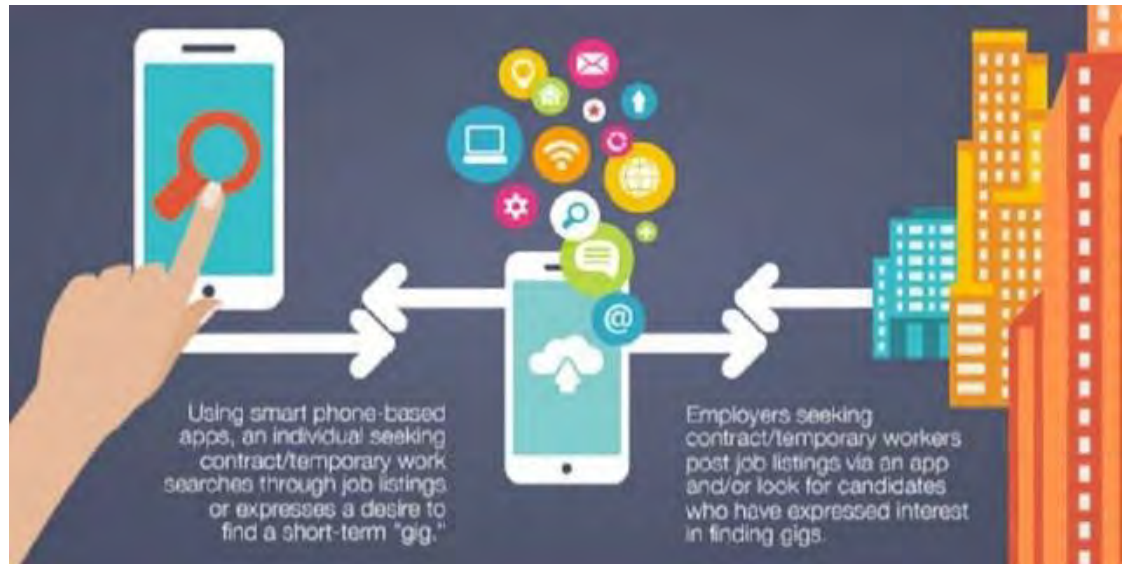 Using smart phone-based
apps, an individual seeking
contract/temporary work
searches through job listings
or expresses a desire to
find a short-term "gig."
@
Employers seeking
contract/temporary workers
post job listings via an app
and/or look for candidates
who have expressed interest
in finding gigs.